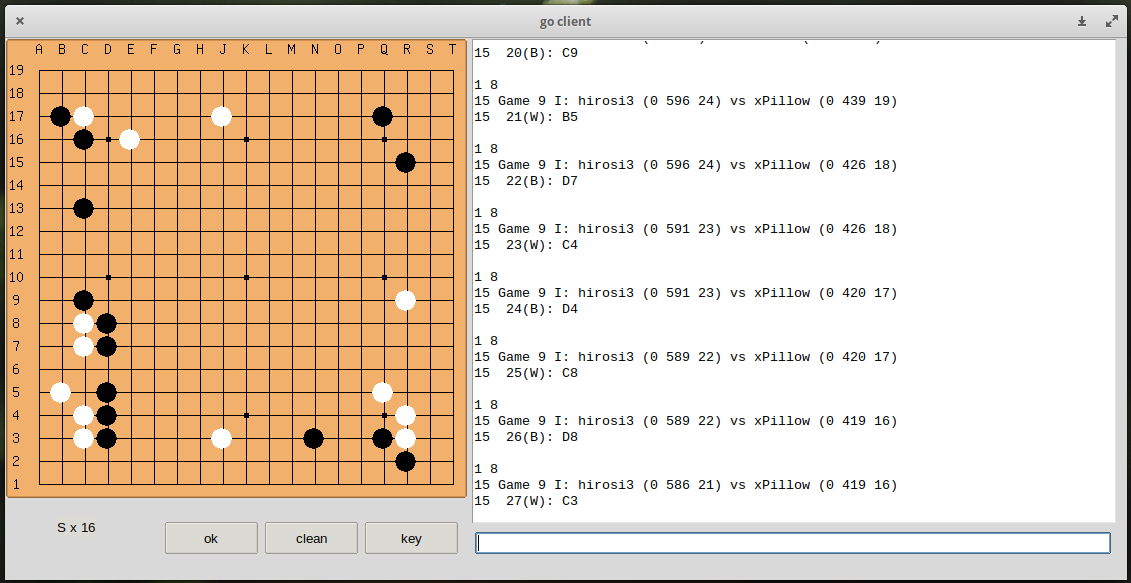 go client
A B C D E F G H J K L M N O P Q R S T
19
18
17
16
15
14
13
12
11
10
9
8
7
6
5
4
3
2
1
S x 16
ok
clean
key
15  20(B): C9
1 8
15 Game 9 I: hirosi3 (0 596 24) vs xPillow (0 439 19)
15  21(W): B5
1 8
15 Game 9 I: hirosi3 (0 596 24) vs xPillow (0 426 18)
15  22(B): D7
1 8
15 Game 9 I: hirosi3 (0 591 23) vs xPillow (0 426 18)
15  23(W): C4
1 8
15 Game 9 I: hirosi3 (0 591 23) vs xPillow (0 420 17)
15  24(B): D4
1 8
15 Game 9 I: hirosi3 (0 589 22) vs xPillow (0 420 17)
15  25(W): C8
1 8
15 Game 9 I: hirosi3 (0 589 22) vs xPillow (0 419 16)
15  26(B): D8
1 8
15 Game 9 I: hirosi3 (0 586 21) vs xPillow (0 419 16)
15  27(W): C3